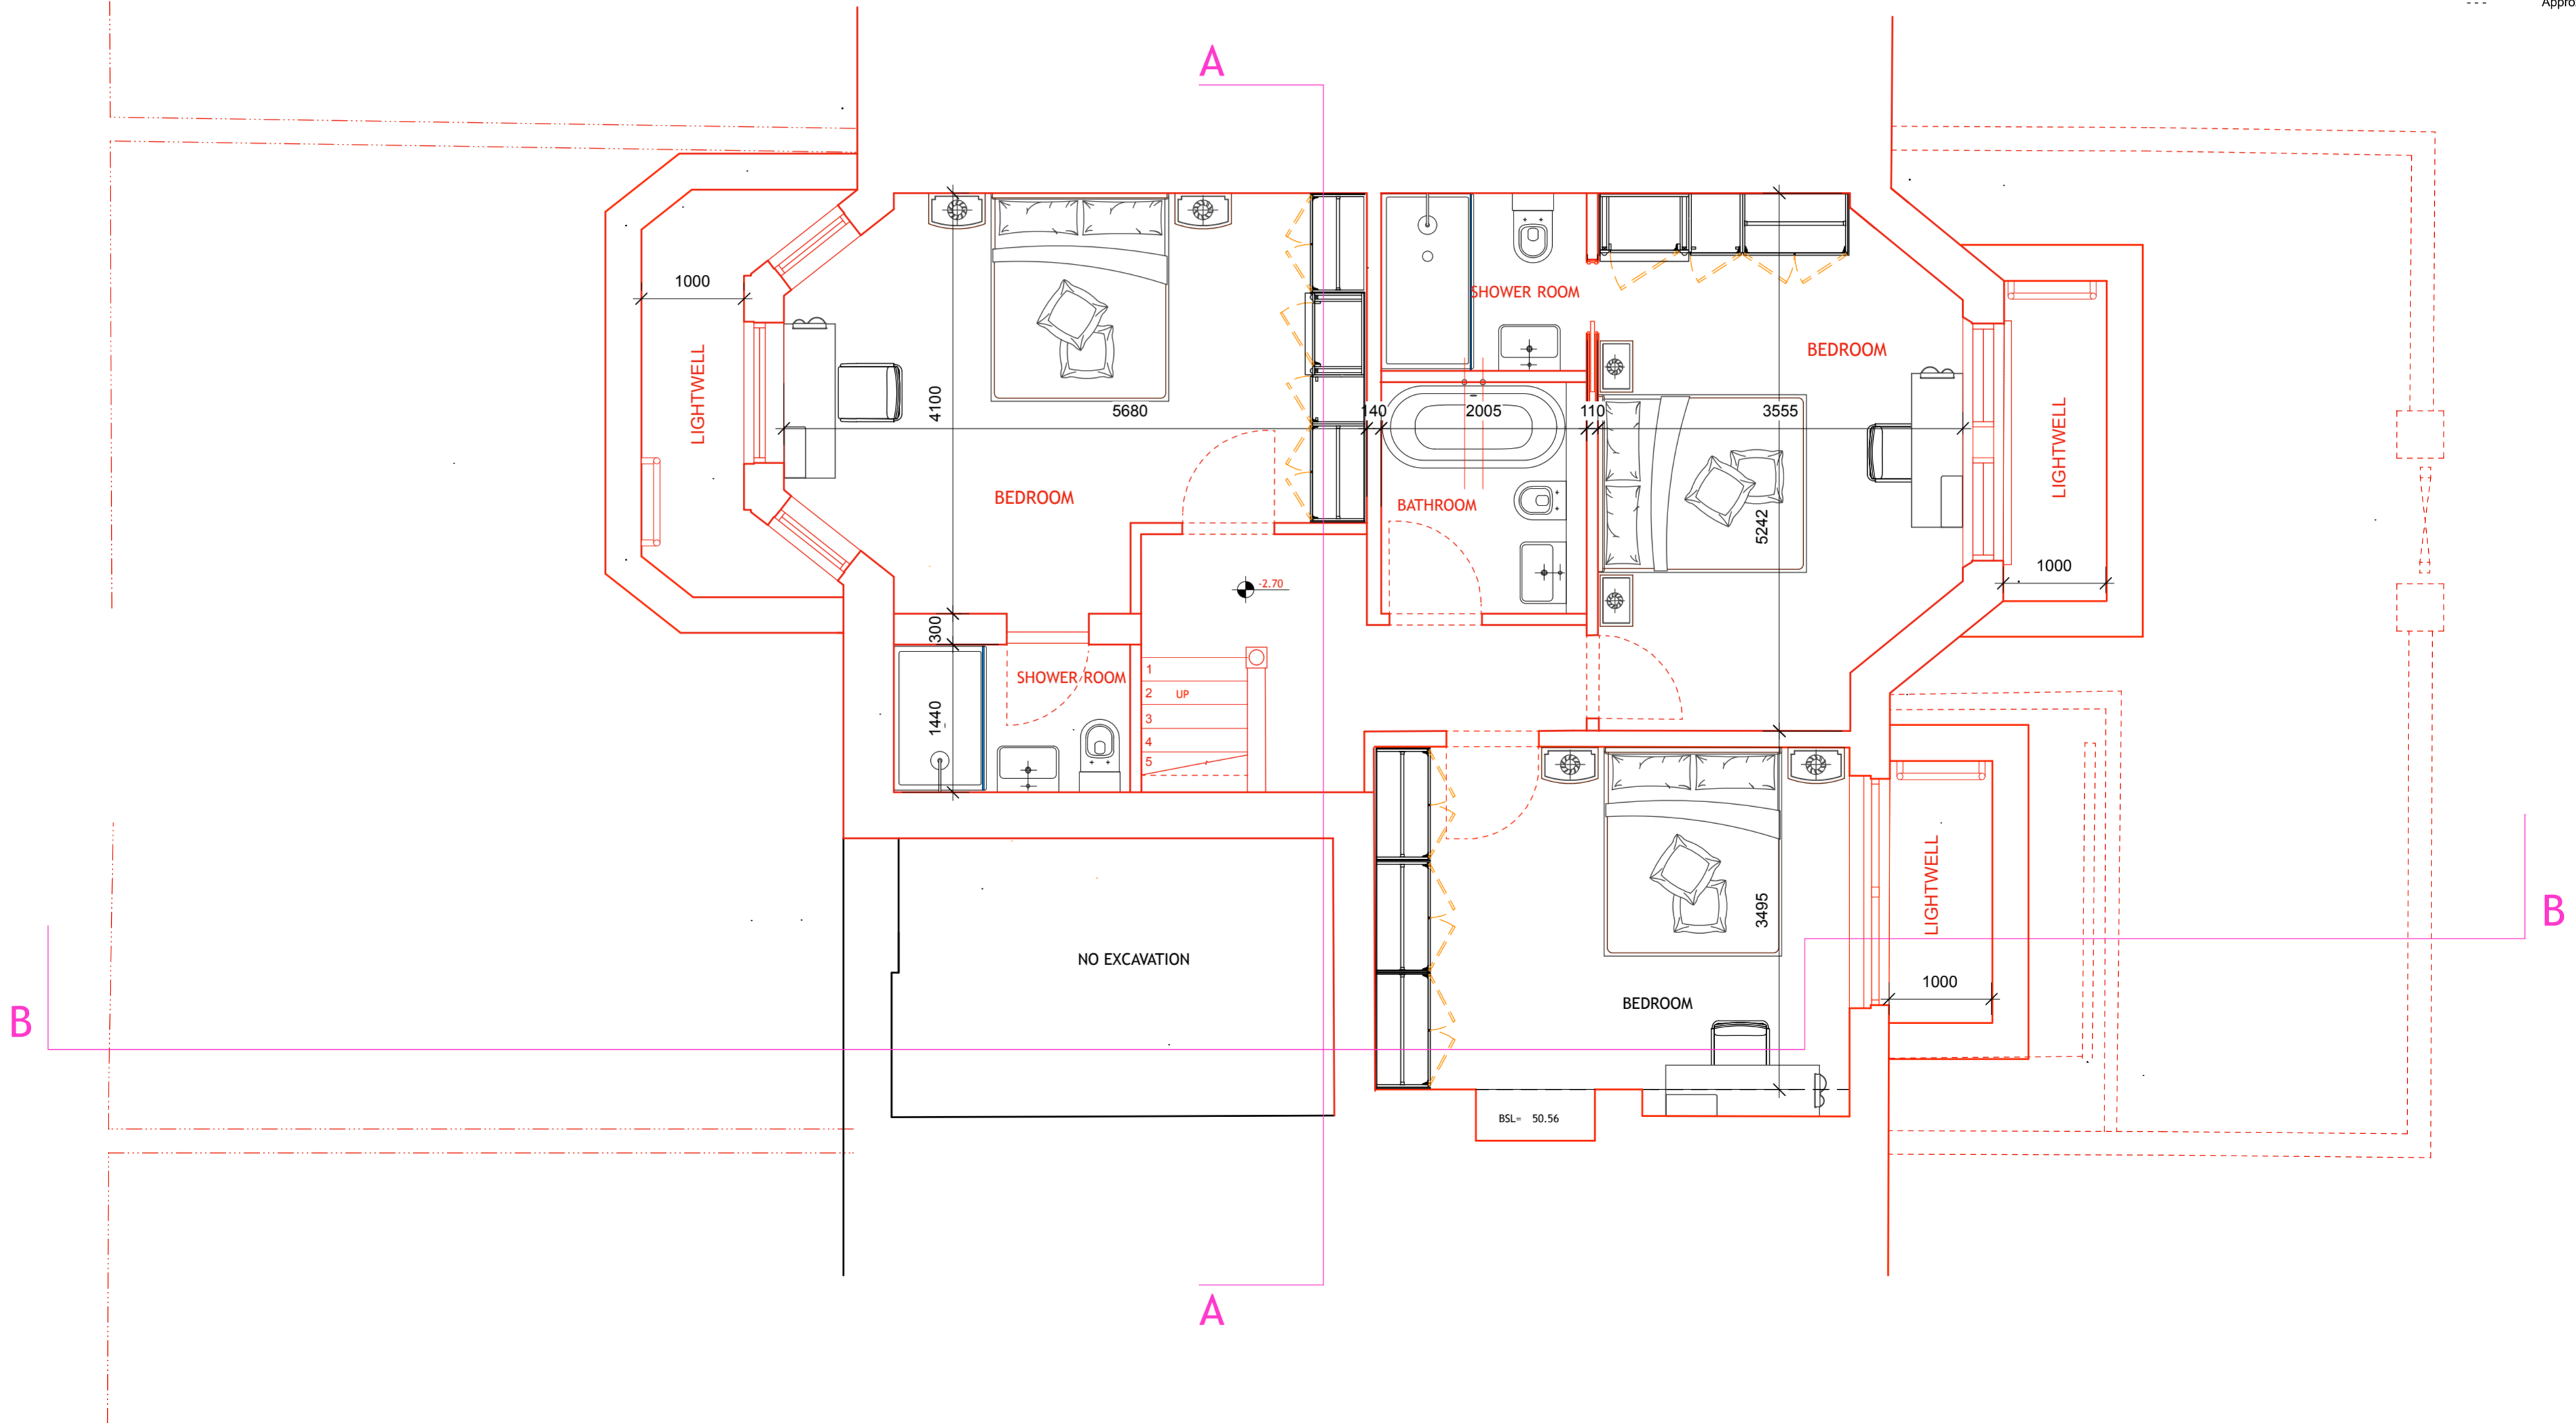 Appro
A
1000
LIGHTWELL
4100
5680
BEDROOM
SHOWER ROOM
140
2005
110
3555
BEDROOM
BATHROOM
5242
LIGHTWELL
1000
-2.70
300
1440
SHOWER ROOM
1
2
UP
3
4
5
3495
LIGHTWELL
1000
B
B
NO EXCAVATION
BEDROOM
BSL= 50.56
A